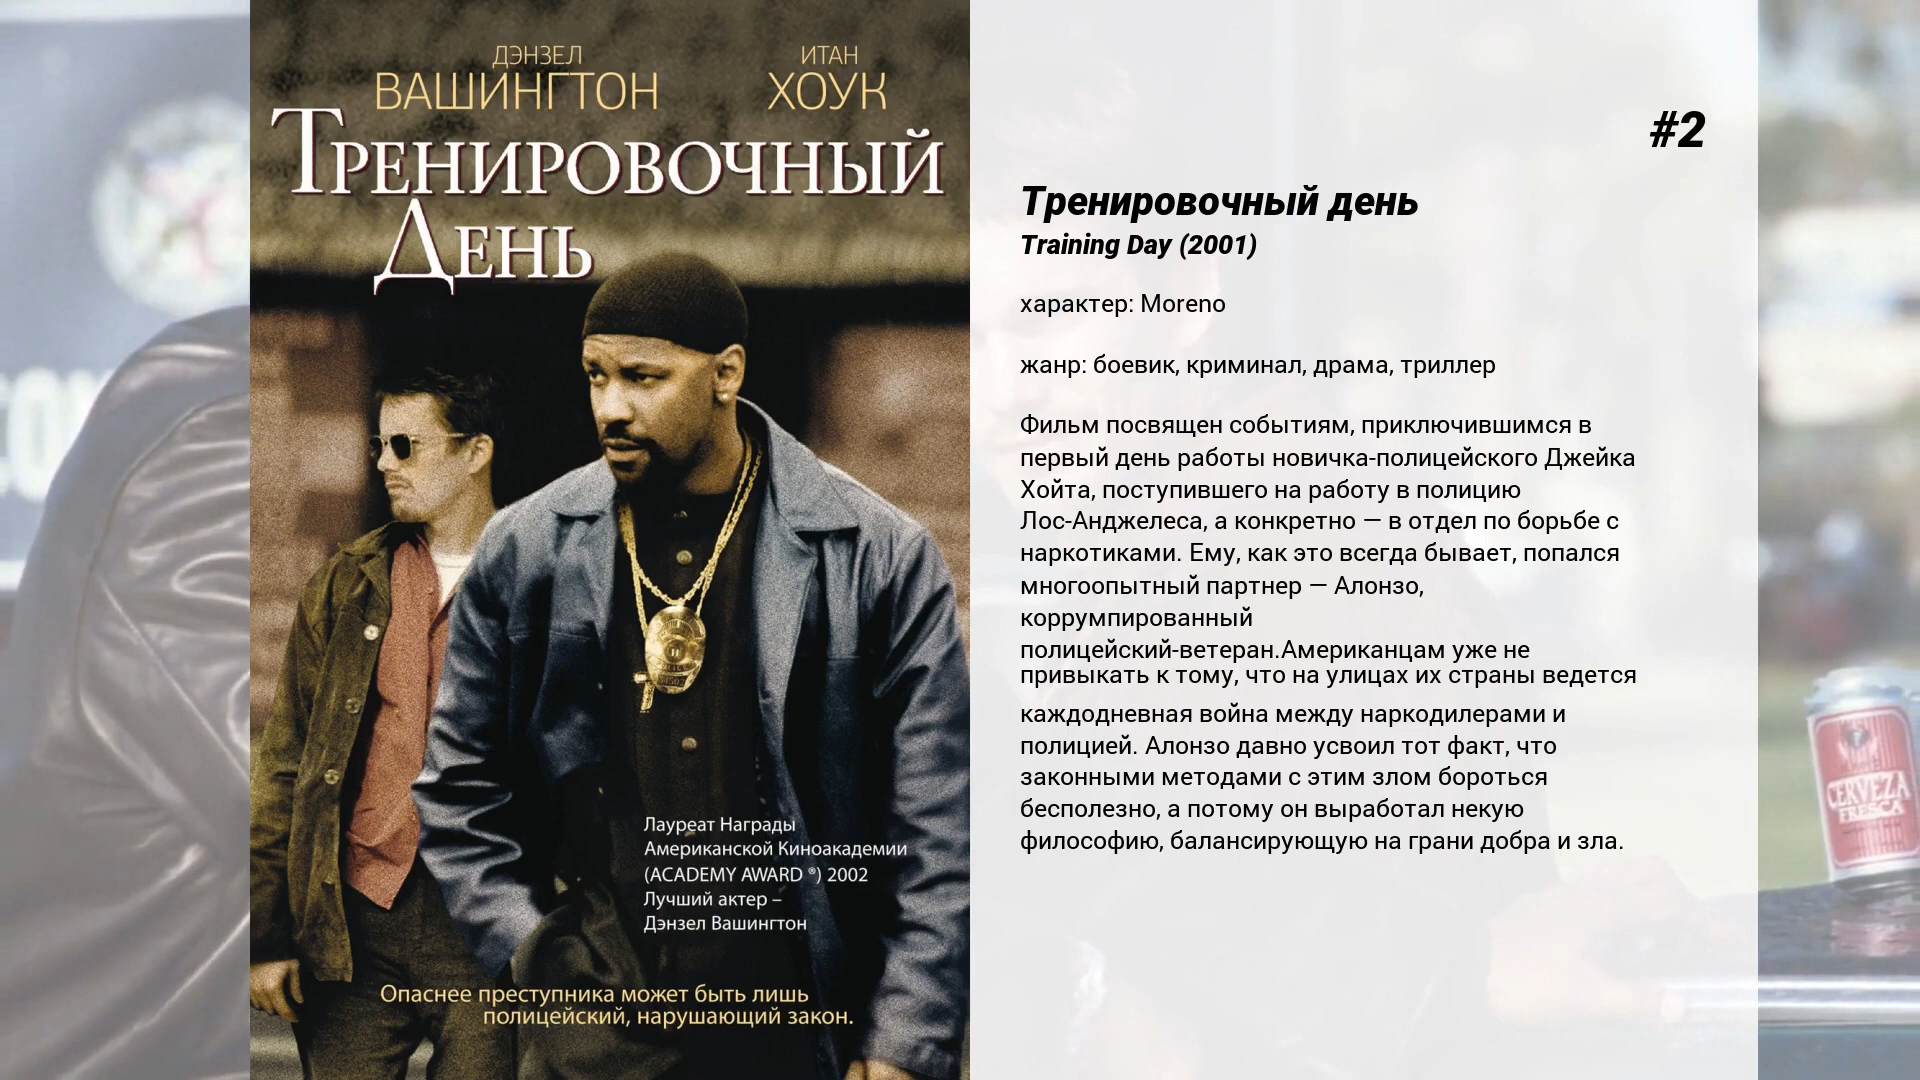 ДЭНЗЕЛ
ВАШИНГТОН
ИТАН
ХОУК
ТРЕНИРОВОЧНЫЙ
ДЕНЬ
Лауреат Награды
Американской Киноакадемии
(ACADEMY AWARD ®) 2002
Лучший актер –
Дэнзел Вашингтон
Опаснее преступника может быть лишь
полицейский, нарушающий закон.
#2
Тренировочный день
Training Day (2001)
характер: Moreno
жанр: боевик, криминал, драма, триллер
Фильм посвящен событиям, приключившимся в
первый день работы новичка-полицейского Джейка
Хойта, поступившего на работу в полицию
Лос-Анджелеса, а конкретно — в отдел по борьбе с
наркотиками. Ему, как это всегда бывает, попался
многоопытный партнер — Алонзо,
коррумпированный
полицейский-ветеран.Американцам уже не
привыкать к тому, что на улицах их страны ведется
каждодневная война между наркодилерами и
полицией. Алонзо давно усвоил тот факт, что
законными методами с этим злом бороться
бесполезно, а потому он выработал некую
философию, балансирующую на грани добра и зла.
CERVEZA
FRESCA